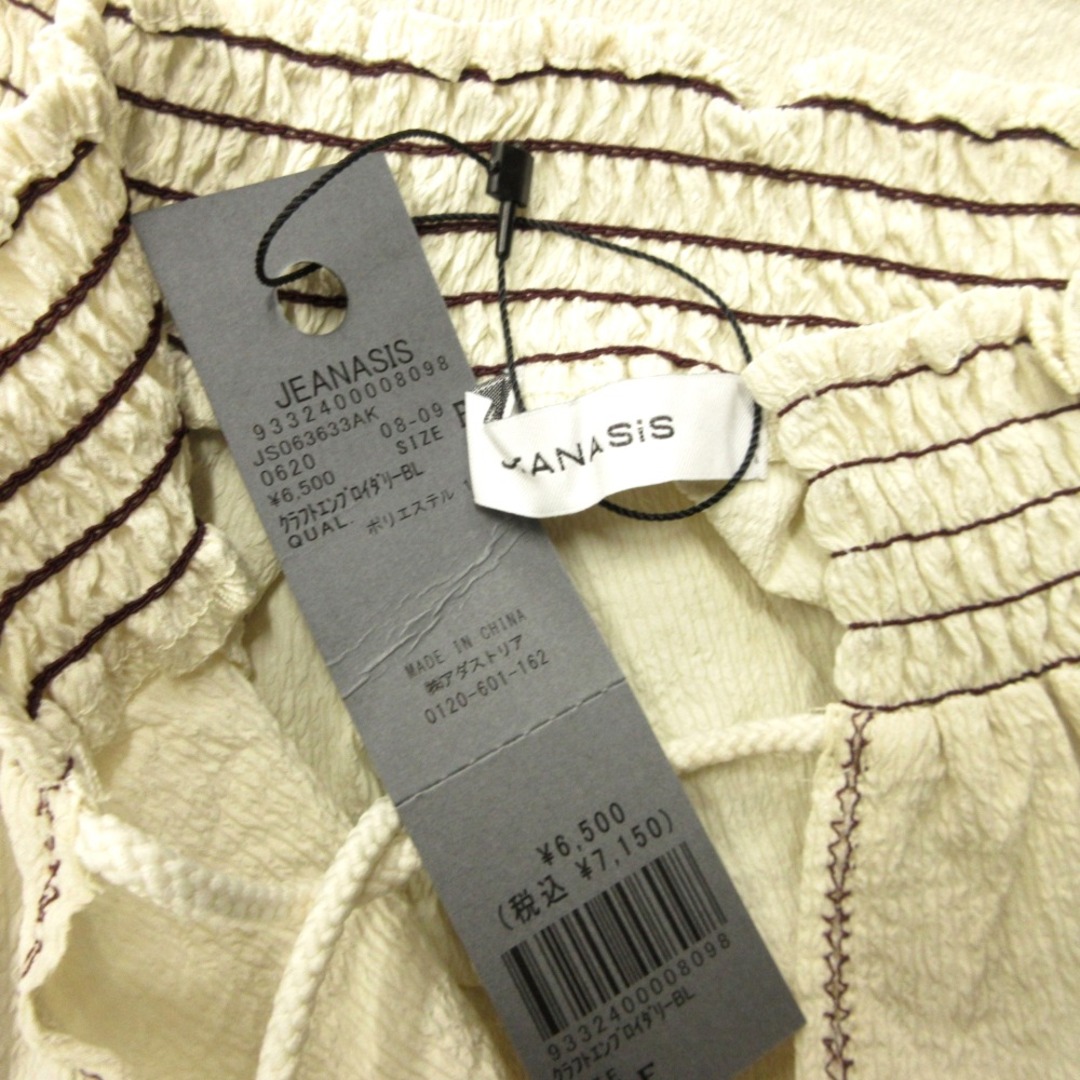 JEANASIS
9332400008098
JS063633AK 08-09
0620 SIZE
¥6,500
クラフトエンブロイダリーBL
QUAL. ポリエステル
MADE IN CHINA
㈱アダストリア
0120-601-162
¥6,500
(税込 ¥7,150)
9332400008098
クラフトエンブロイダリーBL
F
ANASiS